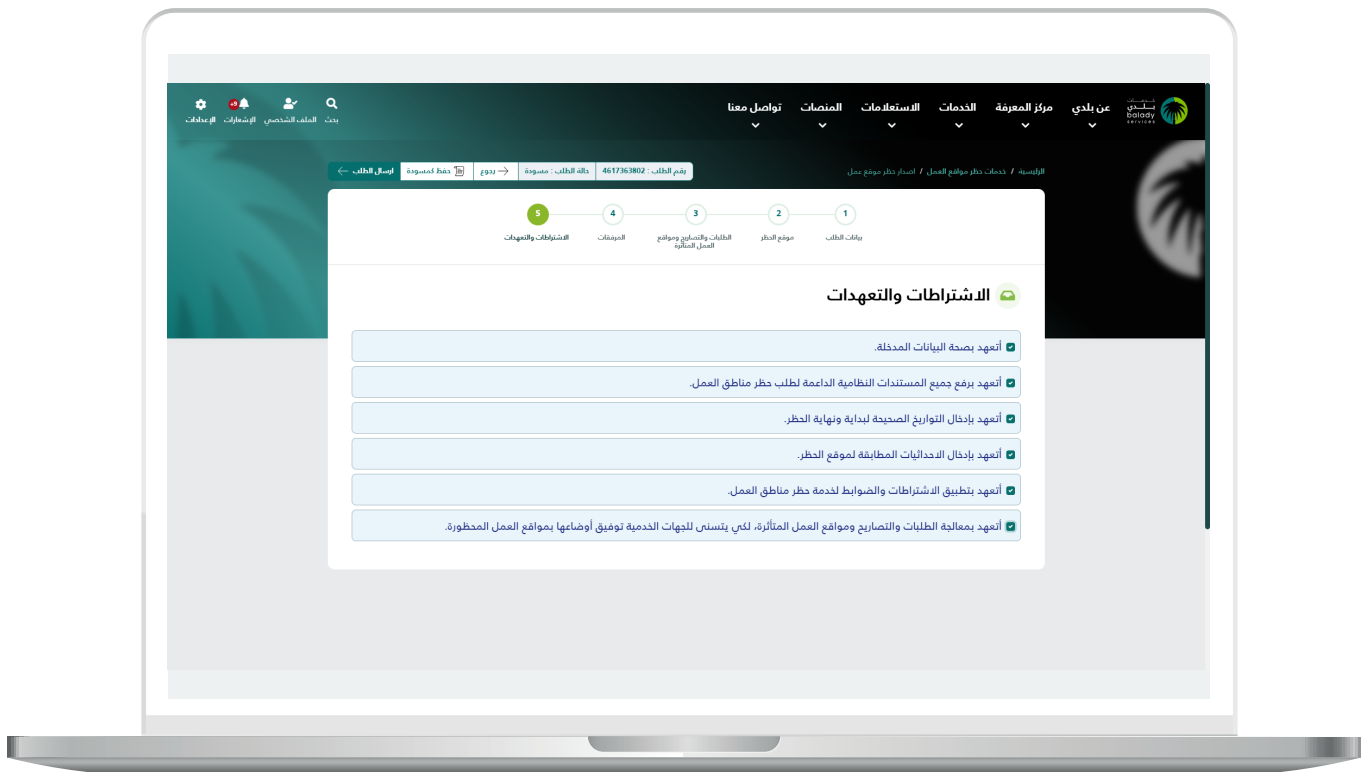 خدمات
بلدي
balady
services
عن بلدي
مركز المعرفة
الخدمات
الاستعلامات
المنصات
تواصل معنا
بحث
الملف الشخصي
+9
الإشعارات
الإعدادات
الرئيسية / خدمات حظر مواقع العمل / اصدار حظر موقع عمل
رقم الطلب : 4617363802
حالة الطلب : مسودة
رجوع
حفظ كمسودة
ارسال الطلب
1
بيانات الطلب
2
موقع الحظر
3
الطلبات والتصاريح ومواقع
العمل المتأثرة
4
المرفقات
5
الاشتراطات والتعهدات
الاشتراطات والتعهدات
أتعهد بصحة البيانات المدخلة.
أتعهد برفع جميع المستندات النظامية الداعمة لطلب حظر مناطق العمل.
أتعهد بإدخال التواريخ الصحيحة لبداية ونهاية الحظر.
أتعهد بإدخال الاحداثيات المطابقة لموقع الحظر.
أتعهد بتطبيق الاشتراطات والضوابط لخدمة حظر مناطق العمل.
أتعهد بمعالجة الطلبات والتصاريح ومواقع العمل المتأثرة، لكي يتسنى للجهات الخدمية توفيق أوضاعها بمواقع العمل المحظورة.